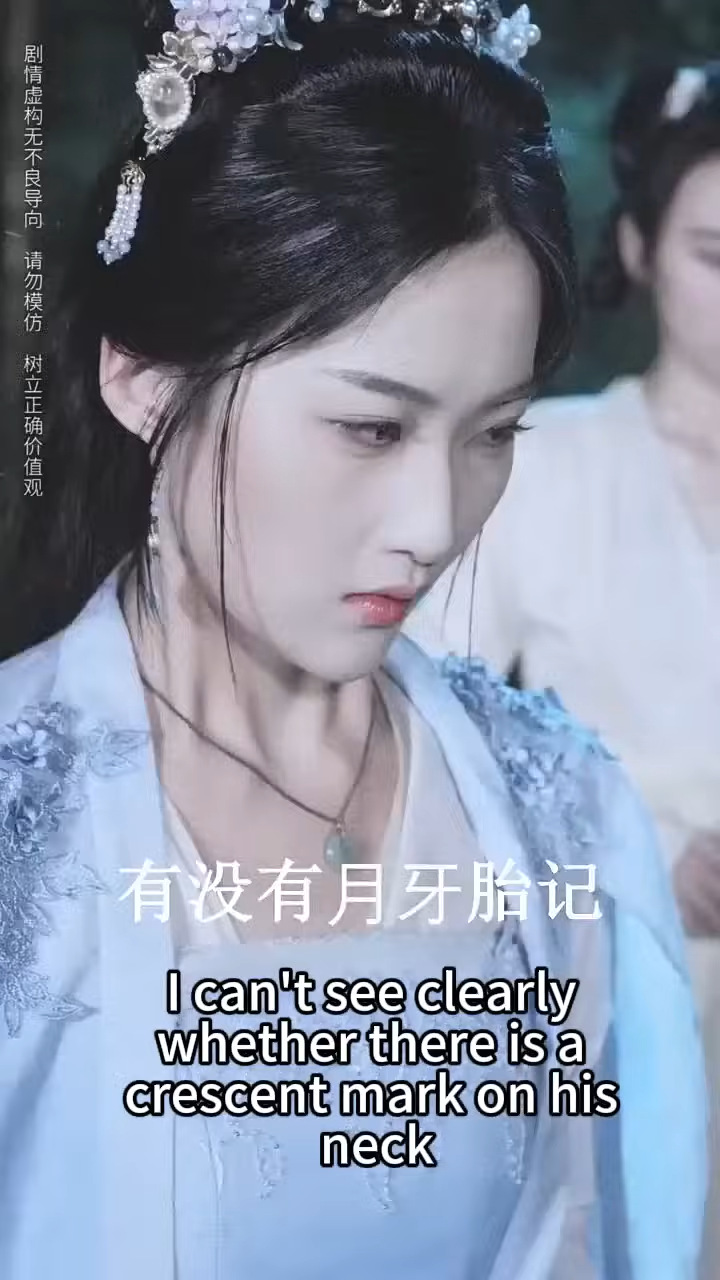 剧情虚构无不良导向 请勿模仿 树立正确价值观
有没有月牙胎记
I can't see clearly
whether there is a
crescent mark on his
neck